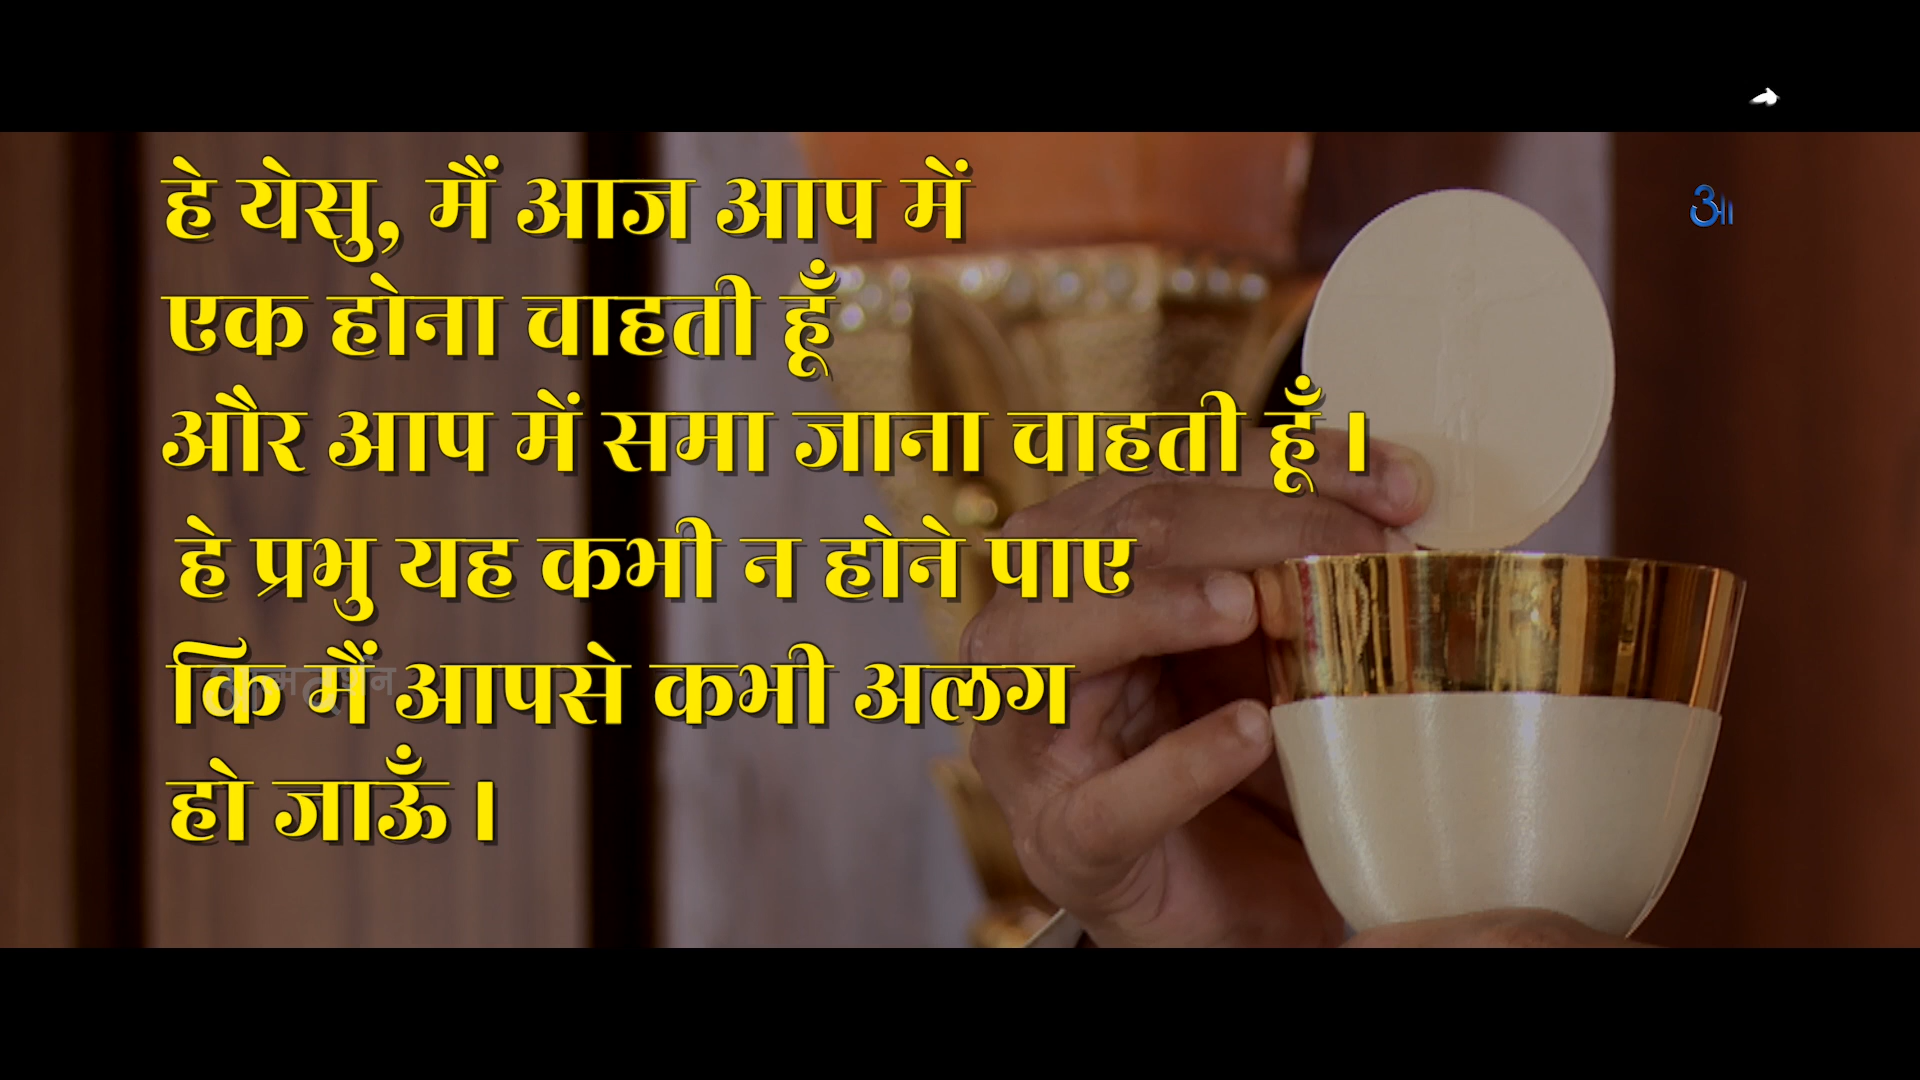 हे येसु, मैं आज आप में
एक होना चाहती हूँ
और आप में समा जाना चाहती हूँ ।
हे प्रभु यह कभी न होने पाए
कि मैं आपसे कभी अलग
हो जाऊँ ।